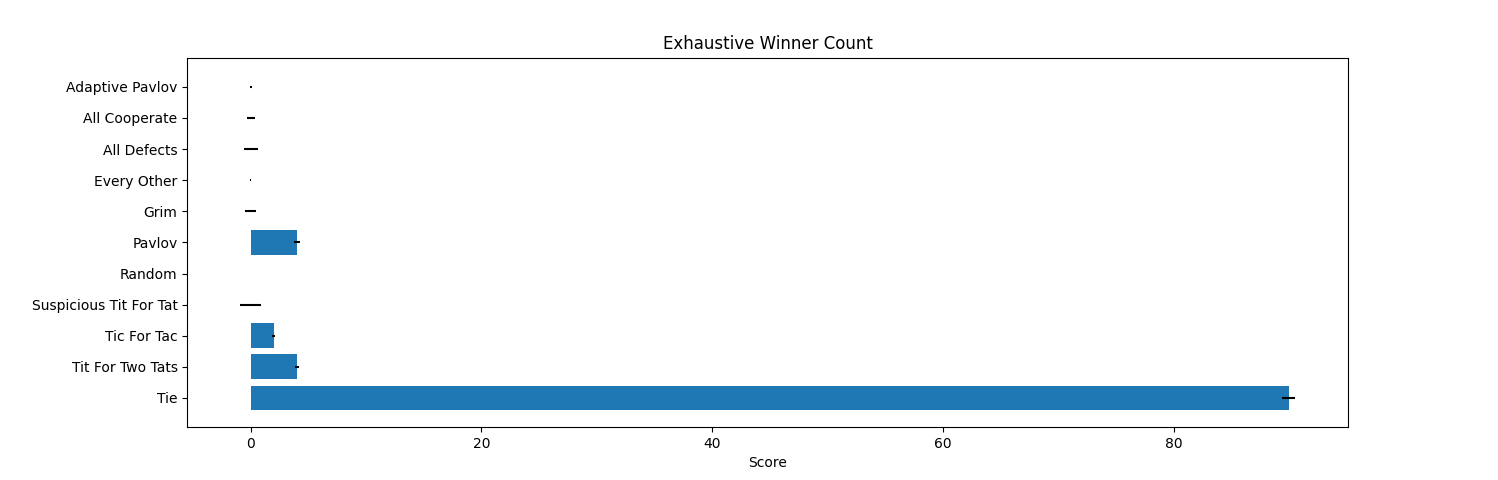 Exhaustive Winner Count
Adaptive Pavlov
All Cooperate
All Defects
Every Other
Grim
Pavlov
Random
Suspicious Tit For Tat
Tic For Tac
Tit For Two Tats
Tie
0 20 40 60 80
Score